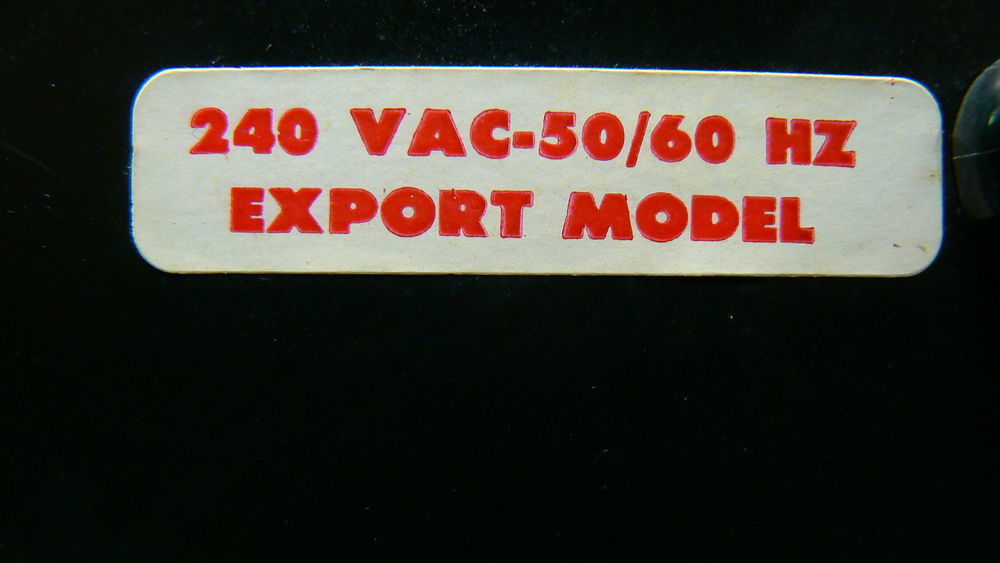 240 VAC-50/60 HZ
EXPORT MODEL